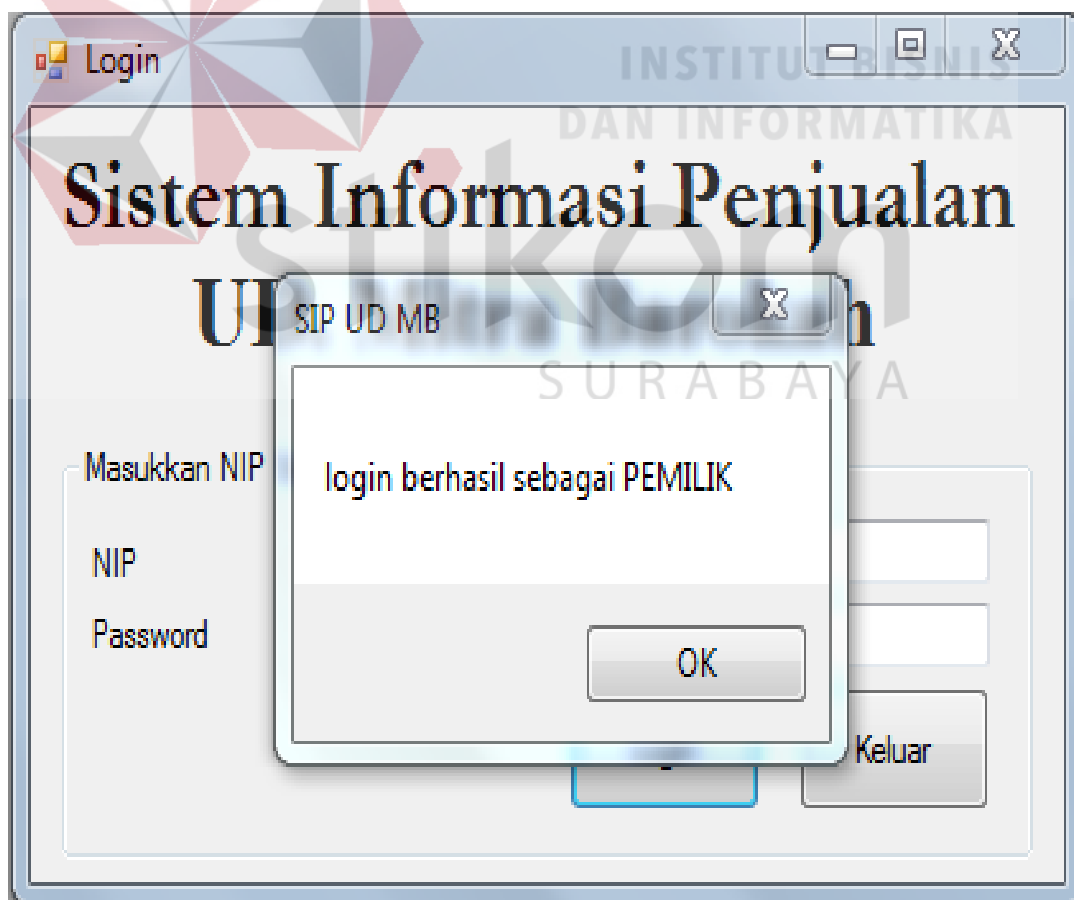 Login
INSTITUT BISNIS
DAN INFORMATIKA
Sistem Informasi Penjualan
stikom
SURABAYA
SIP UD MB
login berhasil sebagai PEMILIK
OK
Masukkan NIP
NIP
Password
Keluar